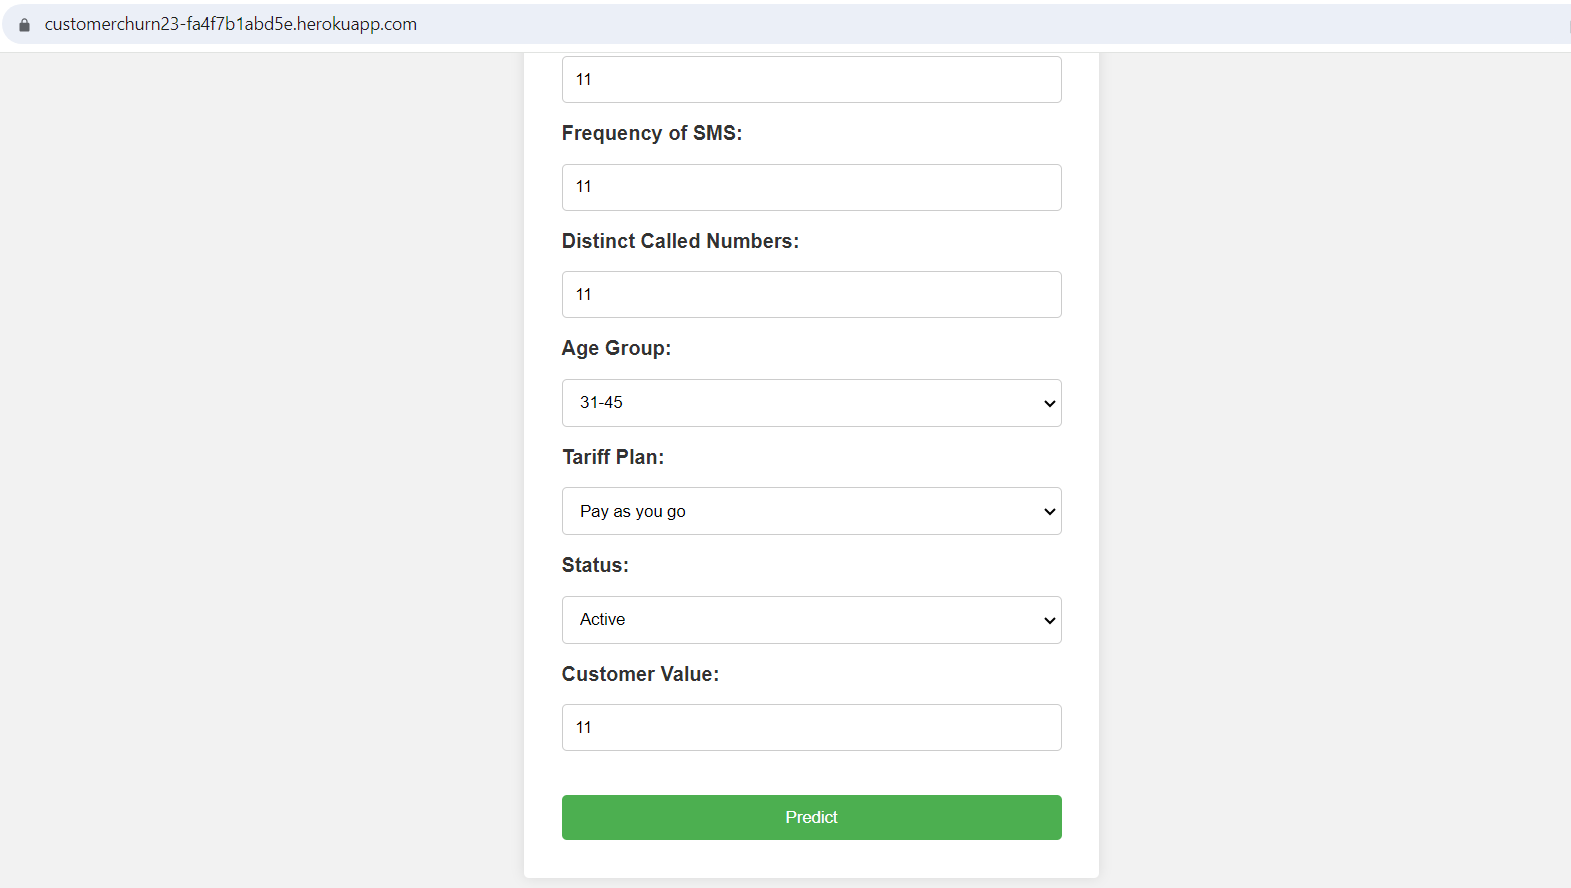 customerchurn23-fa4f7b1abd5e.herokuapp.com
11
Frequency of SMS:
11
Distinct Called Numbers:
11
Age Group:
31-45
Tariff Plan:
Pay as you go
Status:
Active
Customer Value:
11
Predict